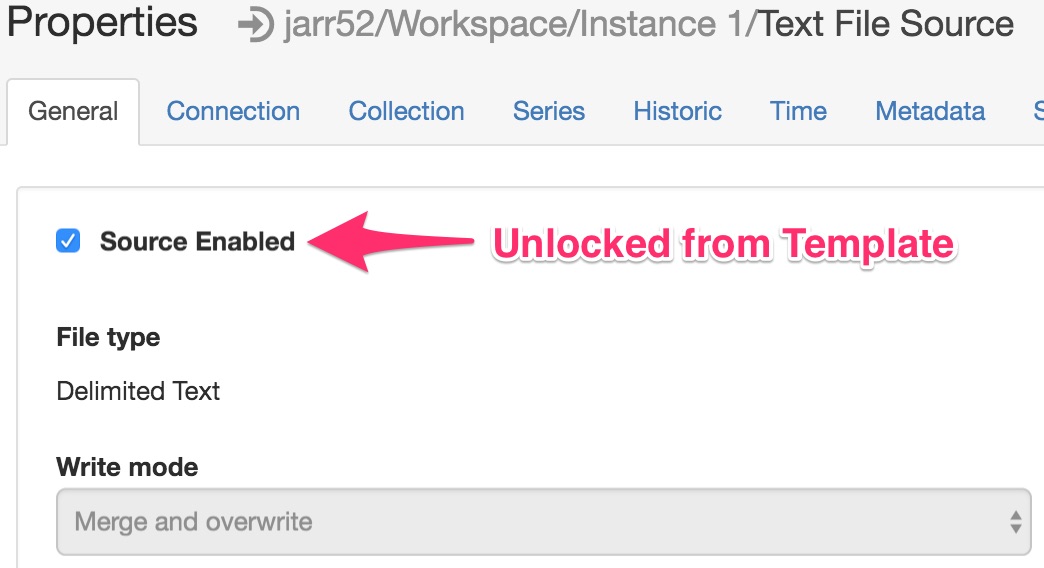 Properties jarr52/Workspace/Instance 1/Text File Source
General Connection Collection Series Historic Time Metadata
Source Enabled Unlocked from Template
File type
Delimited Text
Write mode
Merge and overwrite